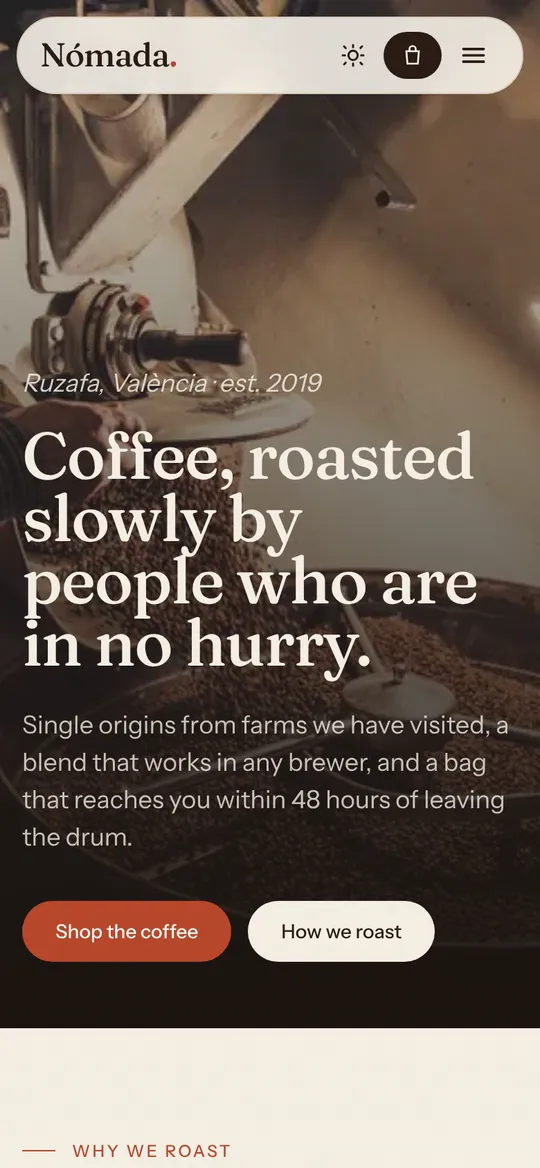 Nómada.
Ruzafa, València · est. 2019
Coffee, roasted
slowly by
people who are
in no hurry.
Single origins from farms we have visited, a
blend that works in any brewer, and a bag
that reaches you within 48 hours of leaving
the drum.
Shop the coffee
How we roast
WHY WE ROAST